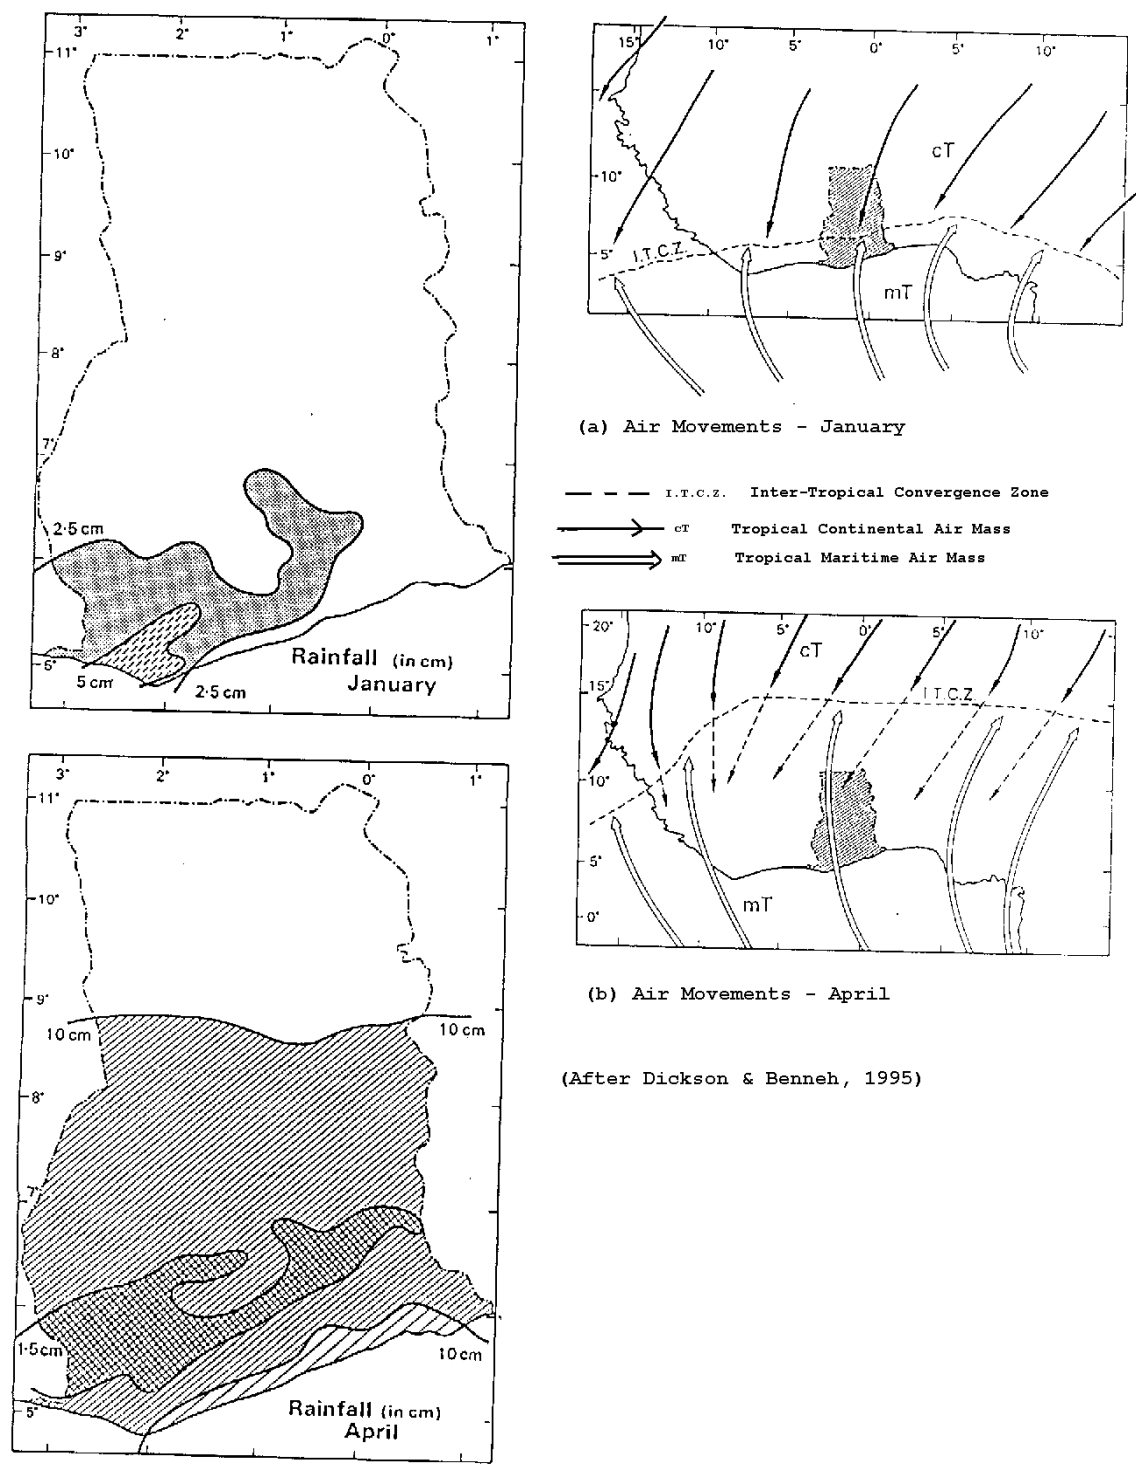 3° 2° 1° 0° 1°
11°
10°
9°
8°
7°
2·5 cm
5°
5 cm
2·5 cm
Rainfall (in cm)
January
15° 10° 5° 0° 5° 10°
cT
10°
5°
I.T.C.Z.
mT
(a) Air Movements - January
I.T.C.Z. Inter-Tropical Convergence Zone
cT Tropical Continental Air Mass
mT Tropical Maritime Air Mass
20° 10° 5° 0° 5° 10°
cT
15°
I.T.C.Z.
10°
5°
mT
0°
(b) Air Movements - April
(After Dickson & Benneh, 1995)
3° 2° 1° 0° 1°
11°
10°
9°
10 cm
10 cm
8°
7°
1·5cm
10 cm
5°
Rainfall (in cm)
April